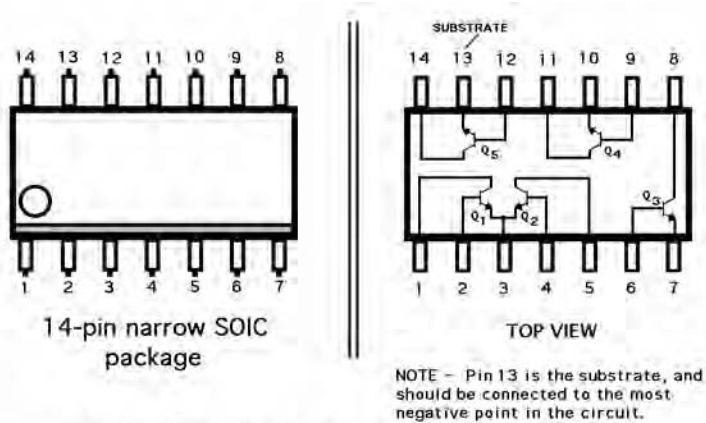 SUBSTRATE
14 13 12 11 10 9 8
14 13 12 11 10 9 8
Q5
Q4
Q1
Q2
Q3
1 2 3 4 5 6 7
1 2 3 4 5 6 7
14-pin narrow SOIC
package
TOP VIEW
NOTE – Pin 13 is the substrate, and
should be connected to the most
negative point in the circuit.